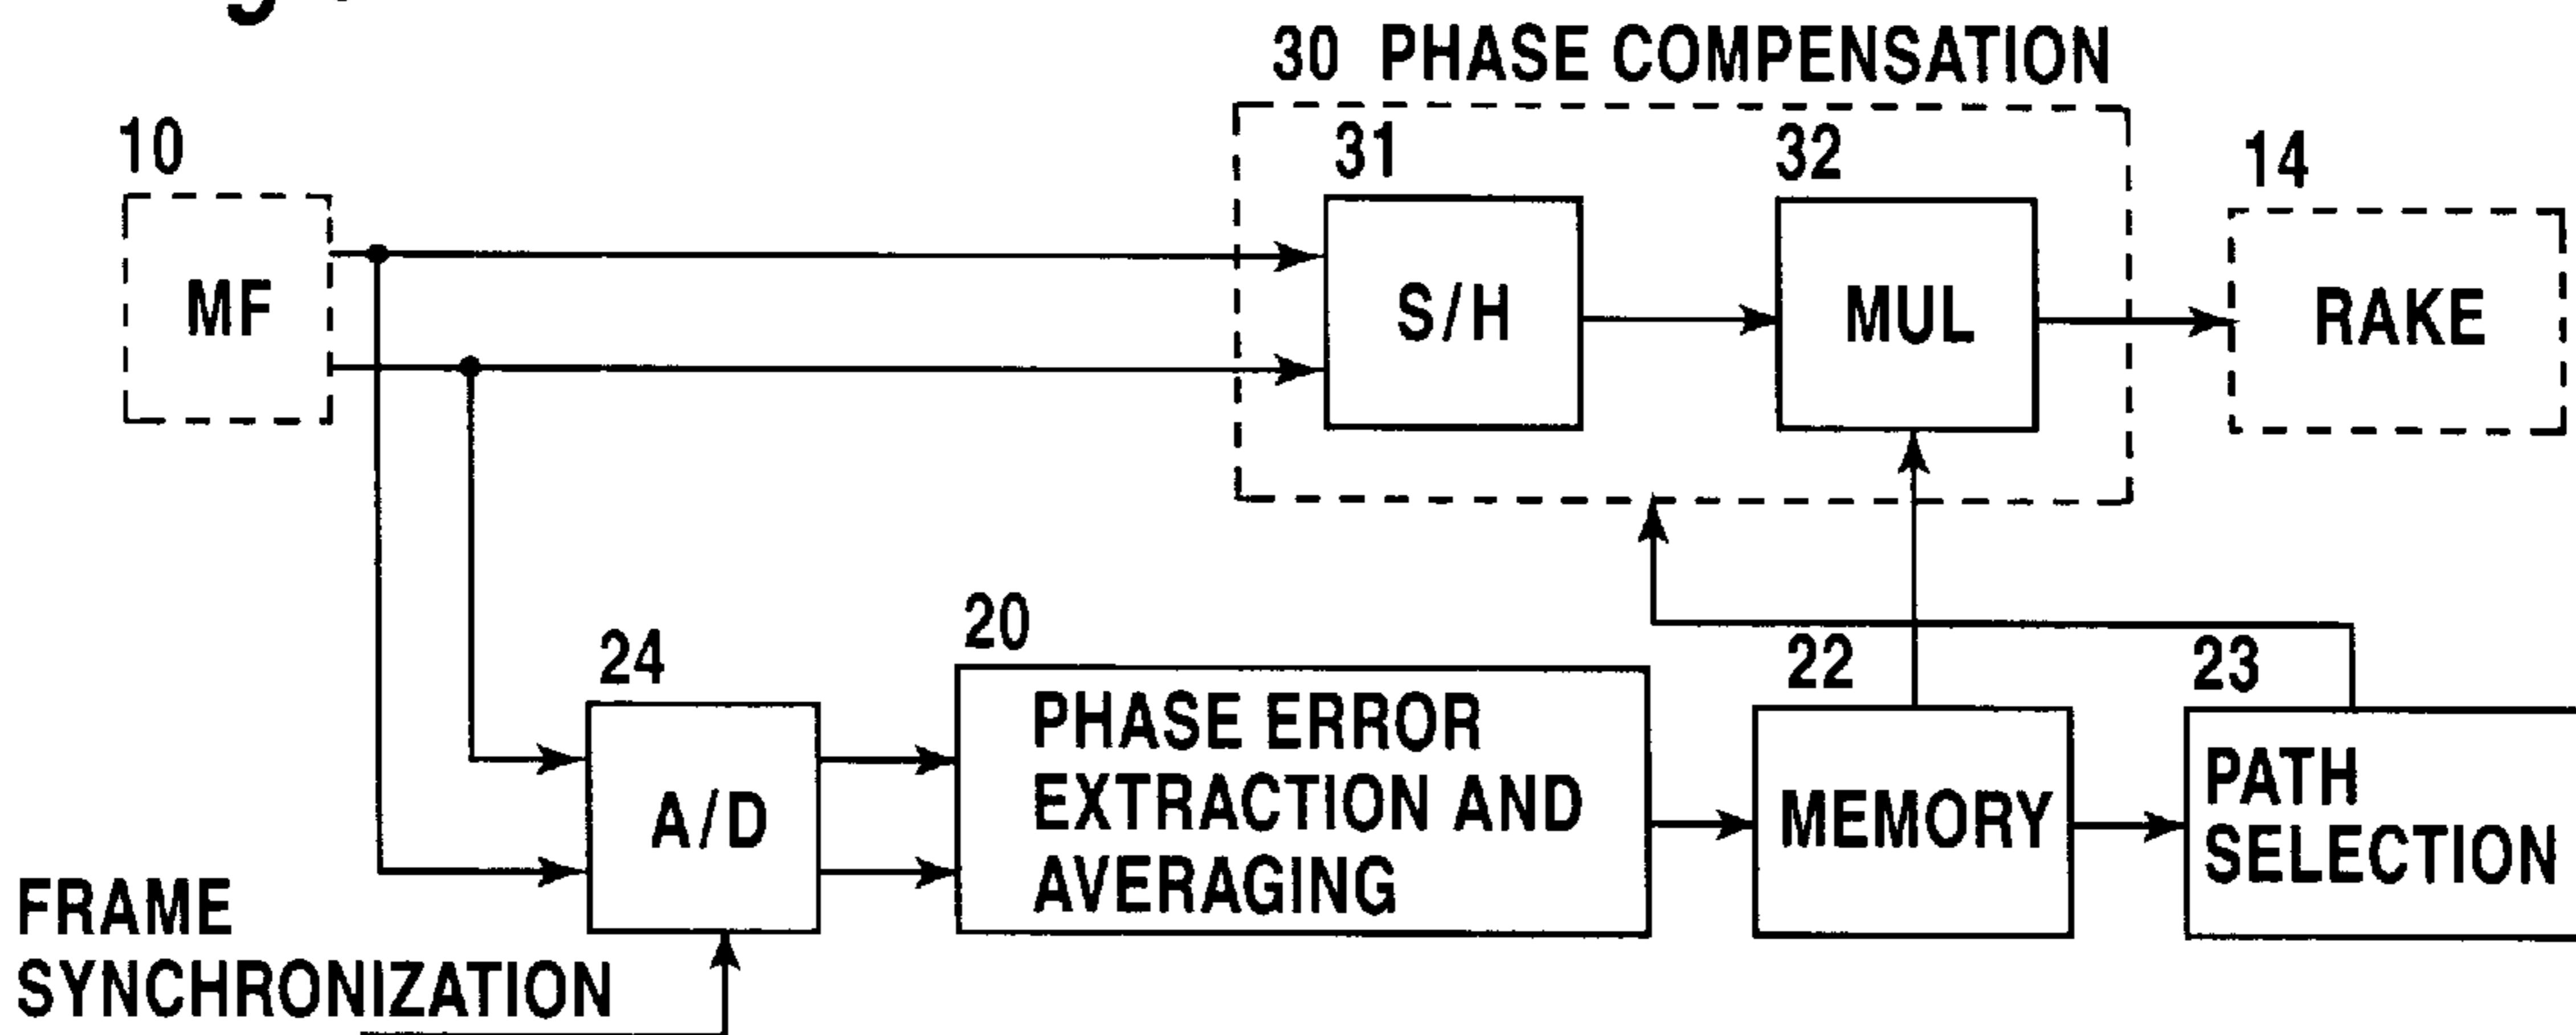 30 PHASE COMPENSATION
10
31
32
14
MF
S/H
MUL
RAKE
24
20
22
23
A/D
PHASE ERROR
EXTRACTION AND
AVERAGING
MEMORY
PATH
SELECTION
FRAME
SYNCHRONIZATION